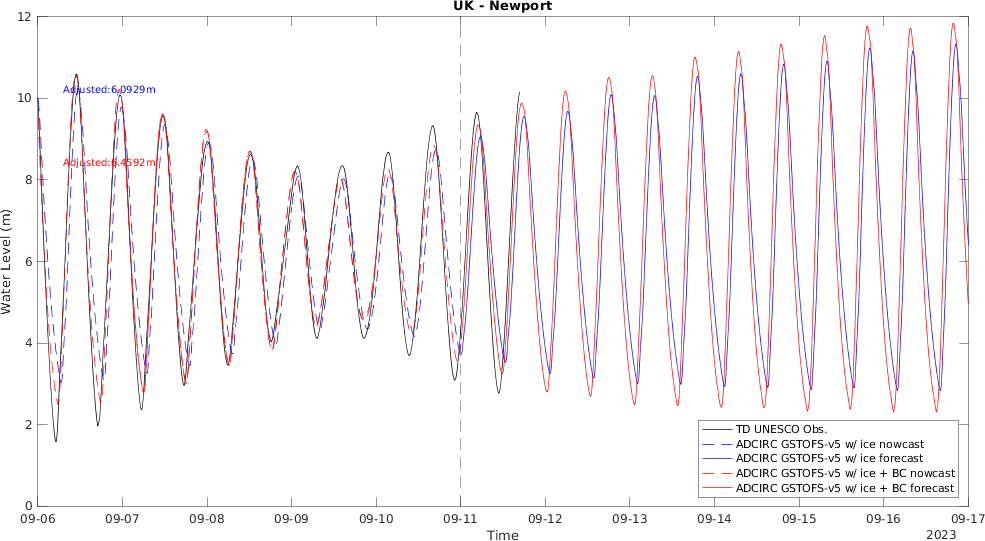 UK - Newport
12
10
8
6
4
2
0
Water Level (m)
Adjusted:6.0929m
Adjusted:6.4592m
TD UNESCO Obs.
ADCIRC GSTOFS-v5 w/ ice nowcast
ADCIRC GSTOFS-v5 w/ ice forecast
ADCIRC GSTOFS-v5 w/ ice + BC nowcast
ADCIRC GSTOFS-v5 w/ ice + BC forecast
09-06 09-07 09-08 09-09 09-10 09-11 09-12 09-13 09-14 09-15 09-16 09-17
Time
2023